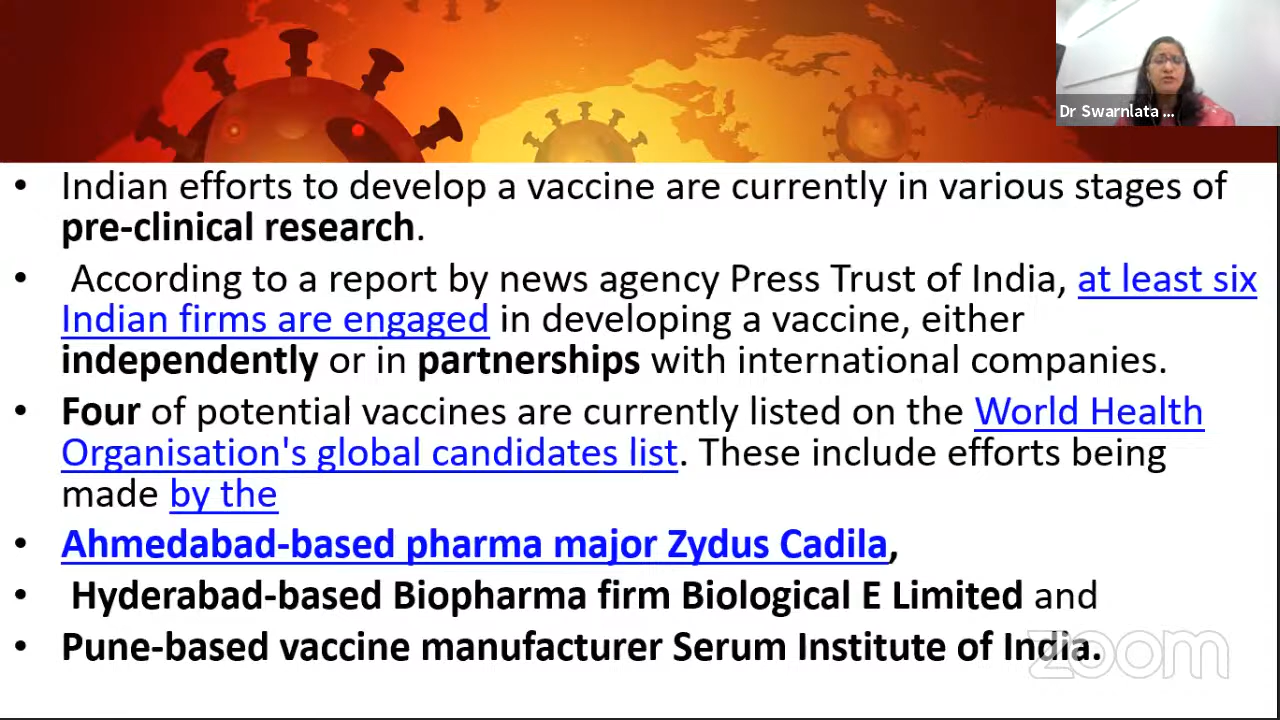 Dr Swarnlata ...
• Indian efforts to develop a vaccine are currently in various stages of
pre-clinical research.
• According to a report by news agency Press Trust of India, at least six
Indian firms are engaged in developing a vaccine, either
independently or in partnerships with international companies.
• Four of potential vaccines are currently listed on the World Health
Organisation's global candidates list. These include efforts being
made by the
• Ahmedabad-based pharma major Zydus Cadila,
• Hyderabad-based Biopharma firm Biological E Limited and
• Pune-based vaccine manufacturer Serum Institute of India.
zoom